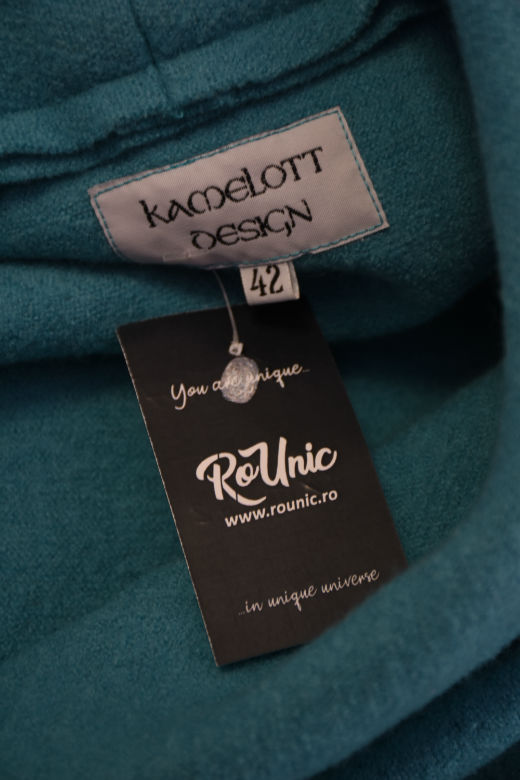 KAMELOTT
DESIGN
42
You are unique...
RoUnic
www.rounic.ro
...in unique universe